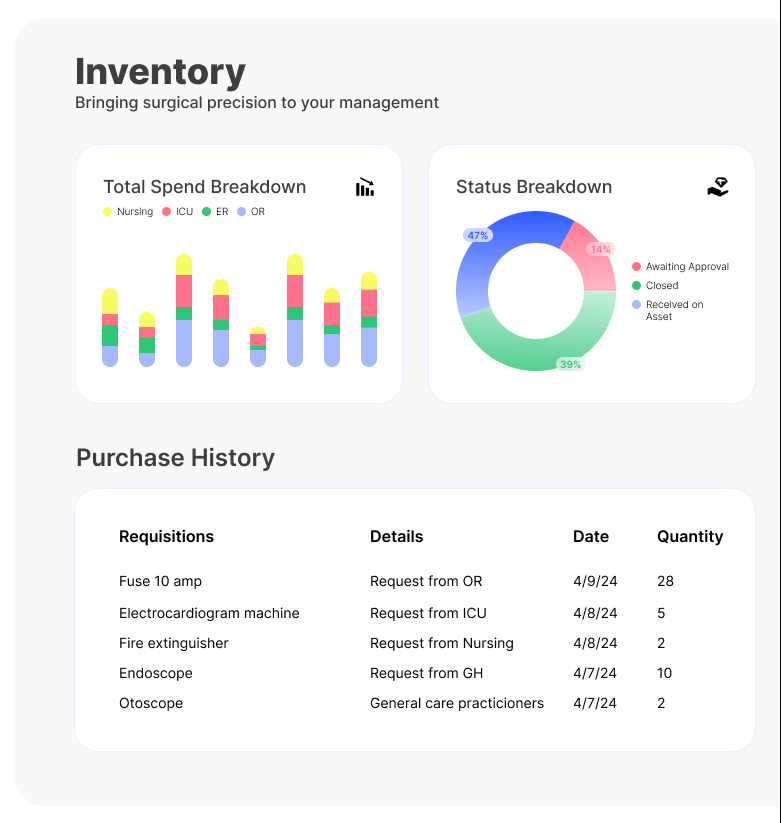 Inventory
Bringing surgical precision to your management
Total Spend Breakdown
Nursing ICU ER OR
Status Breakdown
47%
14%
39%
Awaiting Approval
Closed
Received on
Asset
Purchase History
Requisitions Details Date Quantity
Fuse 10 amp Request from OR 4/9/24 28
Electrocardiogram machine Request from ICU 4/8/24 5
Fire extinguisher Request from Nursing 4/8/24 2
Endoscope Request from GH 4/7/24 10
Otoscope General care practicioners 4/7/24 2